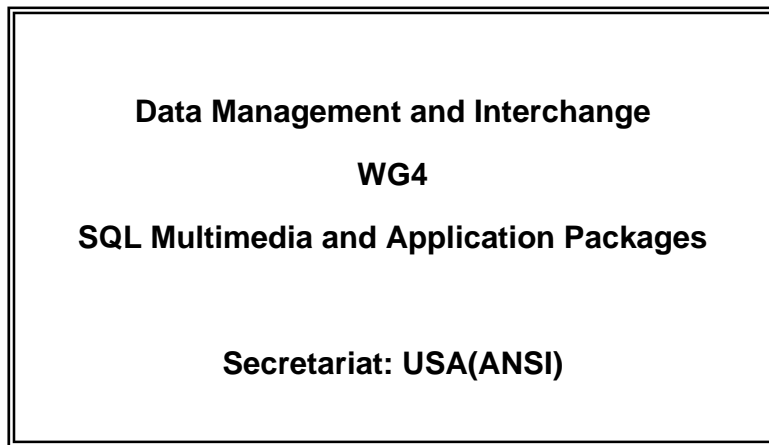 Data Management and Interchange
WG4
SQL Multimedia and Application Packages
Secretariat: USA(ANSI)